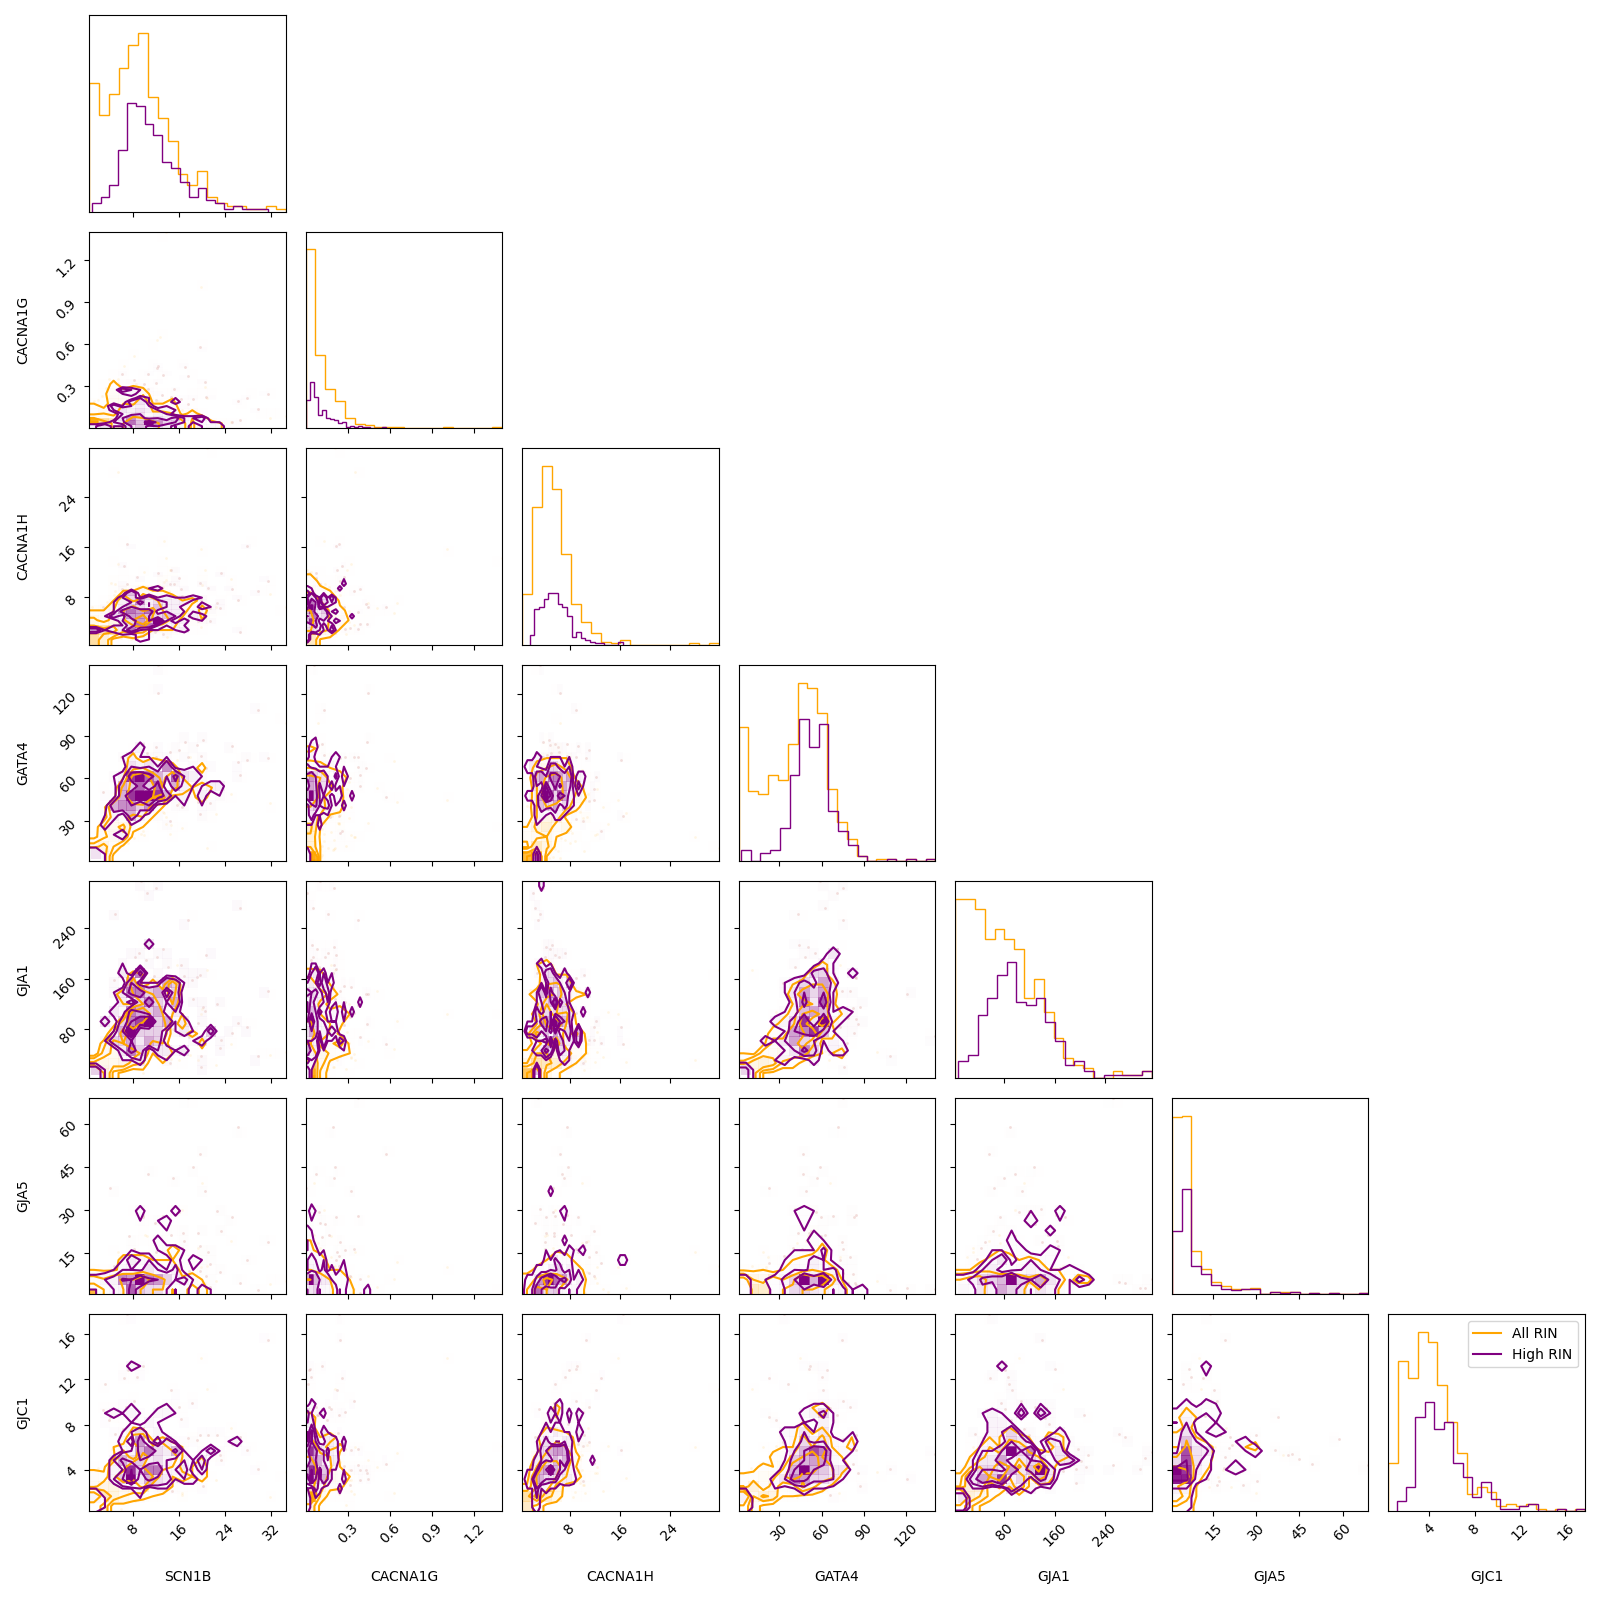 1.2
0.9
0.6
0.3
CACNA1G
24
16
8
CACNA1H
120
90
60
30
GATA4
240
160
80
GJA1
60
45
30
15
GJA5
All RIN
High RIN
16
12
8
4
GJC1
8 16 24 32 0.3 0.6 0.9 1.2 8 16 24 30 60 90 120 80 160 240 15 30 45 60 4 8 12 16
SCN1B CACNA1G CACNA1H GATA4 GJA1 GJA5 GJC1